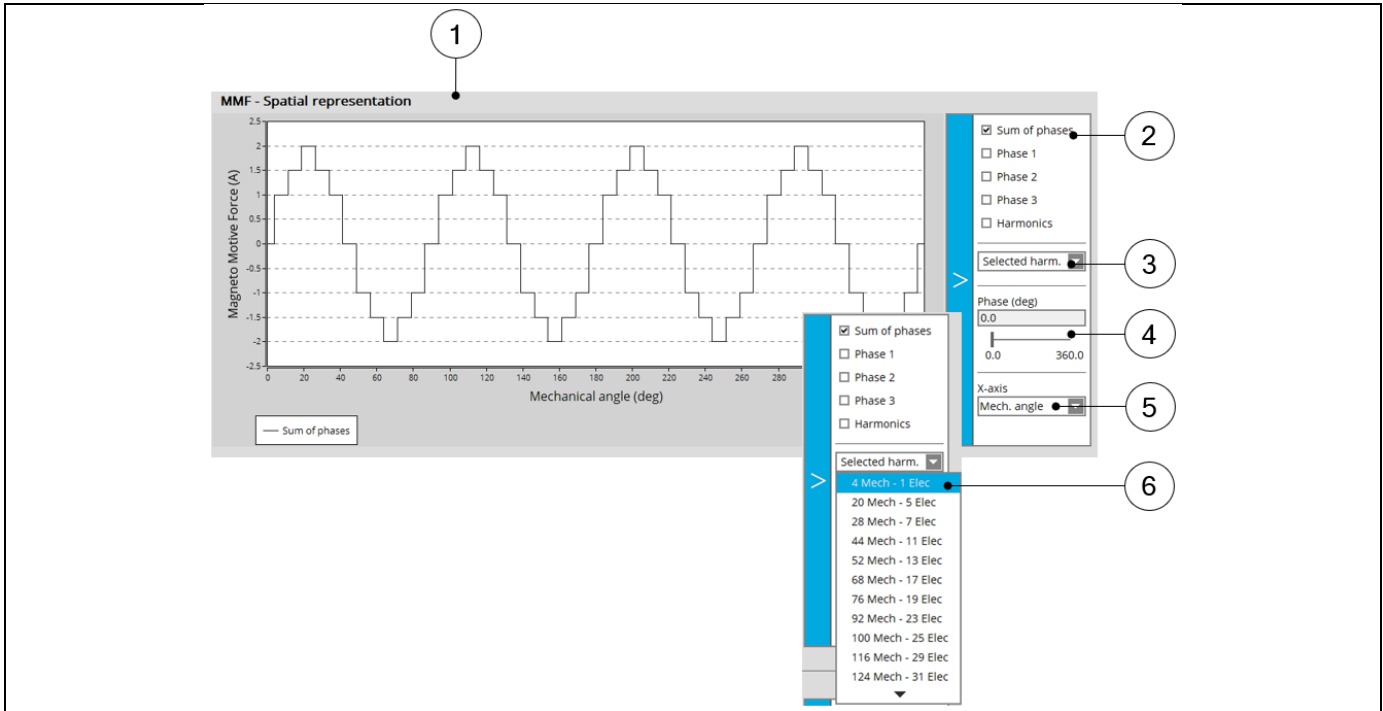 1
MMF - Spatial representation
2.5
2
1.5
1
0.5
0
-0.5
-1
-1.5
-2
-2.5
Magneto Motive Force (A)
0 20 40 60 80 100 120 140 160 180 200 220 240 260 280
Mechanical angle (deg)
Sum of phases
>
Sum of phases
Phase 1
Phase 2
Phase 3
Harmonics
Selected harm.
Phase (deg)
0.0
0.0 360.0
X-axis
Mech. angle
2
3
4
5
>
Sum of phases
Phase 1
Phase 2
Phase 3
Harmonics
Selected harm.
4 Mech - 1 Elec
20 Mech - 5 Elec
28 Mech - 7 Elec
44 Mech - 11 Elec
52 Mech - 13 Elec
68 Mech - 17 Elec
76 Mech - 19 Elec
92 Mech - 23 Elec
100 Mech - 25 Elec
116 Mech - 29 Elec
124 Mech - 31 Elec
6